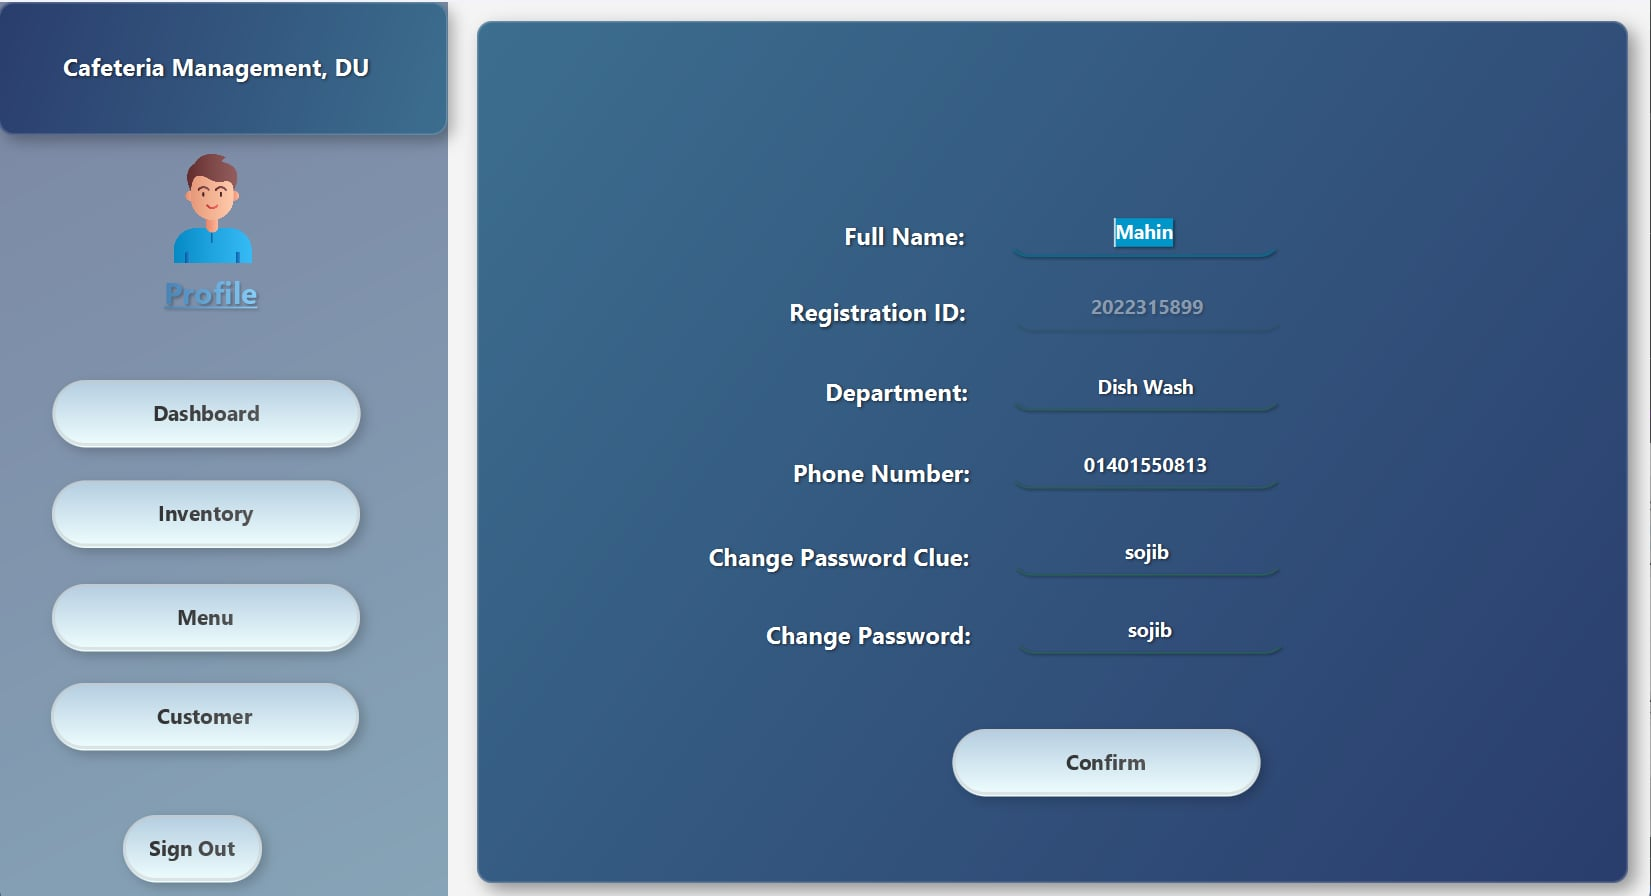 Cafeteria Management, DU
Profile
Dashboard
Inventory
Menu
Customer
Sign Out
Full Name: Mahin
Registration ID: 2022315899
Department: Dish Wash
Phone Number: 01401550813
Change Password Clue: sojib
Change Password: sojib
Confirm